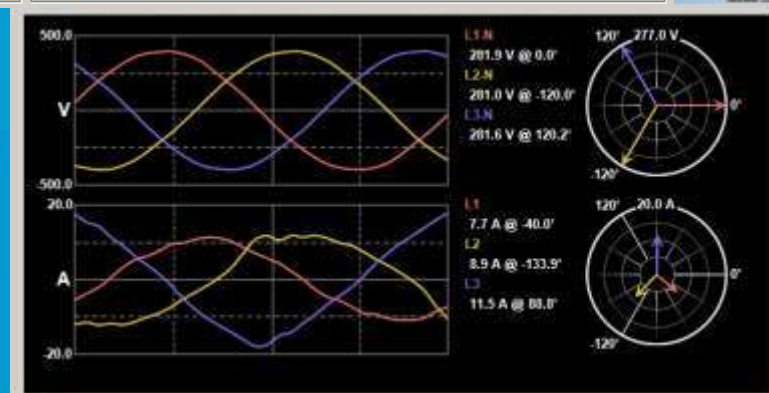 500.0
V
-500.0
L1-N
281.9 V @ 0.0°
L2-N
281.0 V @ -120.0°
L3-N
281.6 V @ 120.2°
120° 277.0 V
0°
-120°
20.0
A
-20.0
L1
7.7 A @ -40.0°
L2
8.9 A @ -133.9°
L3
11.5 A @ 88.8°
120° 20.0 A
0°
-120°